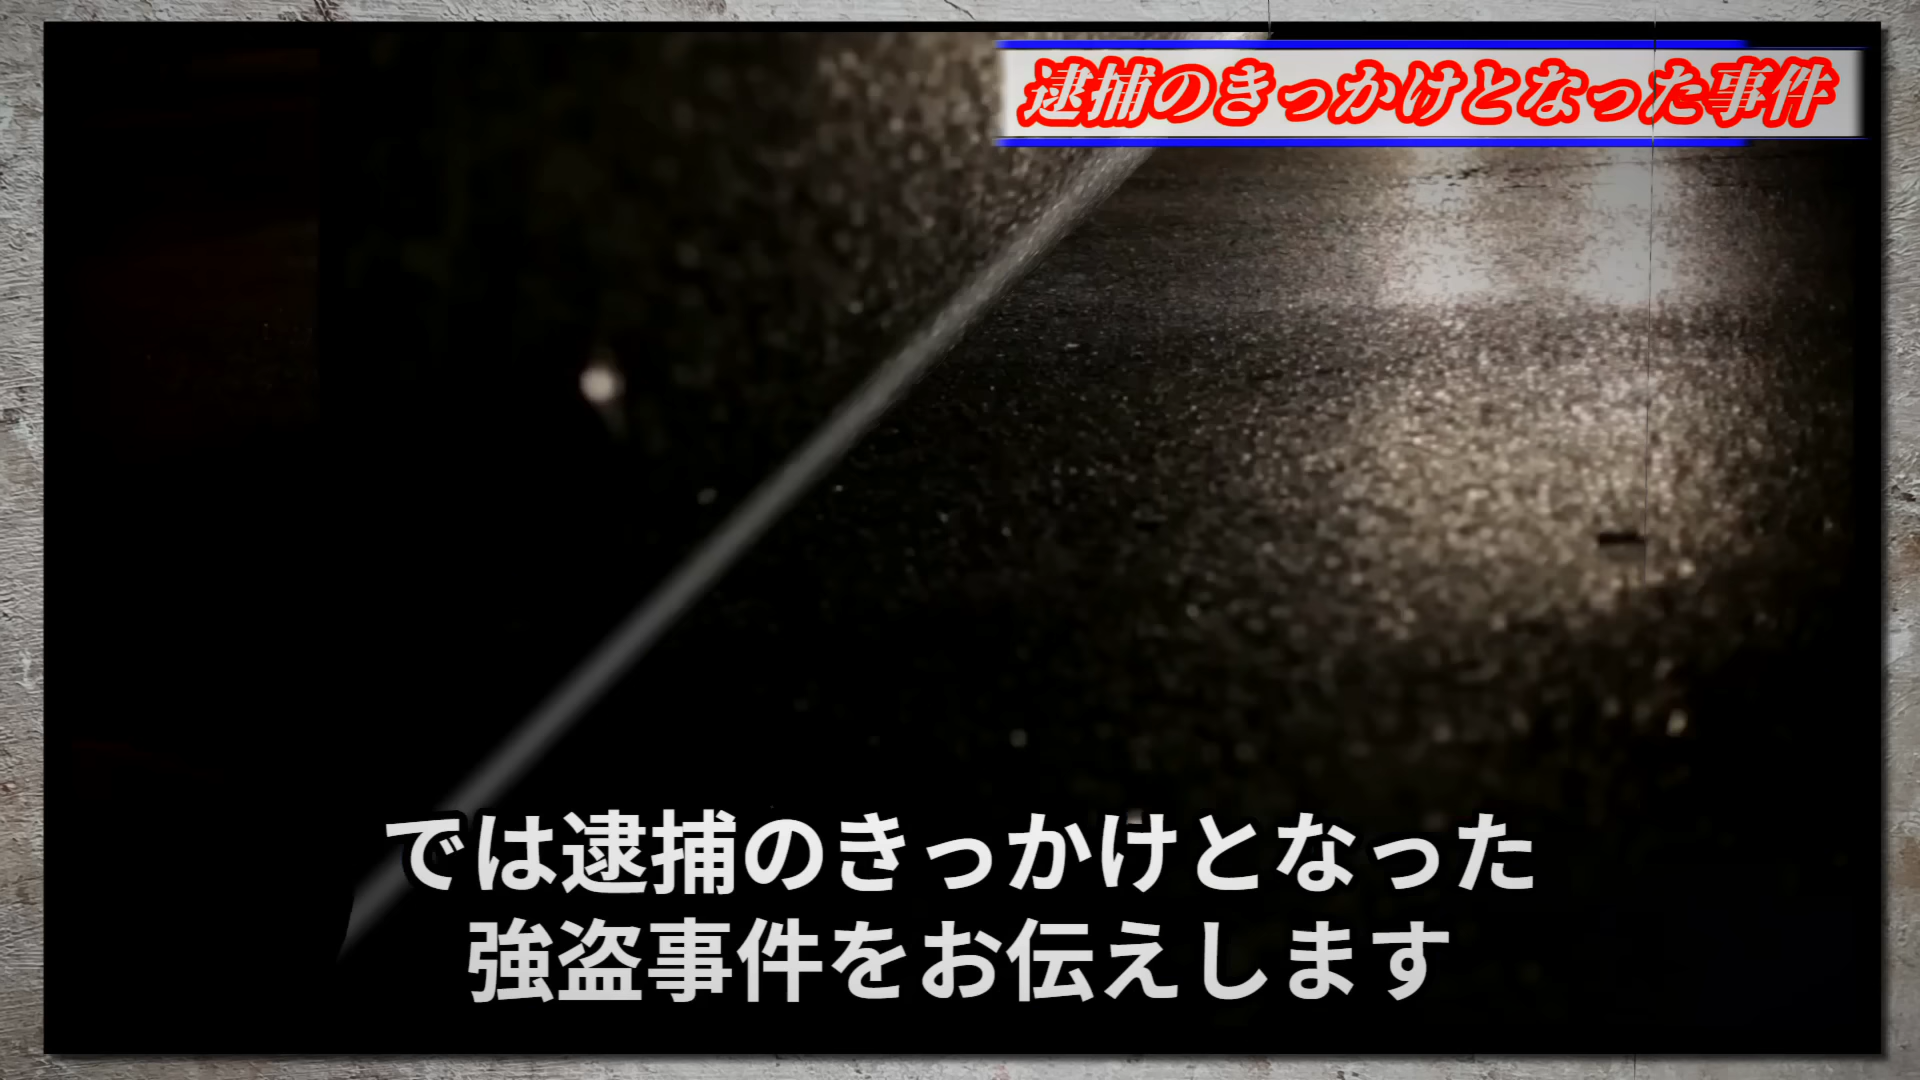 逮捕のきっかけとなった事件
では逮捕のきっかけとなった
強盗事件をお伝えします